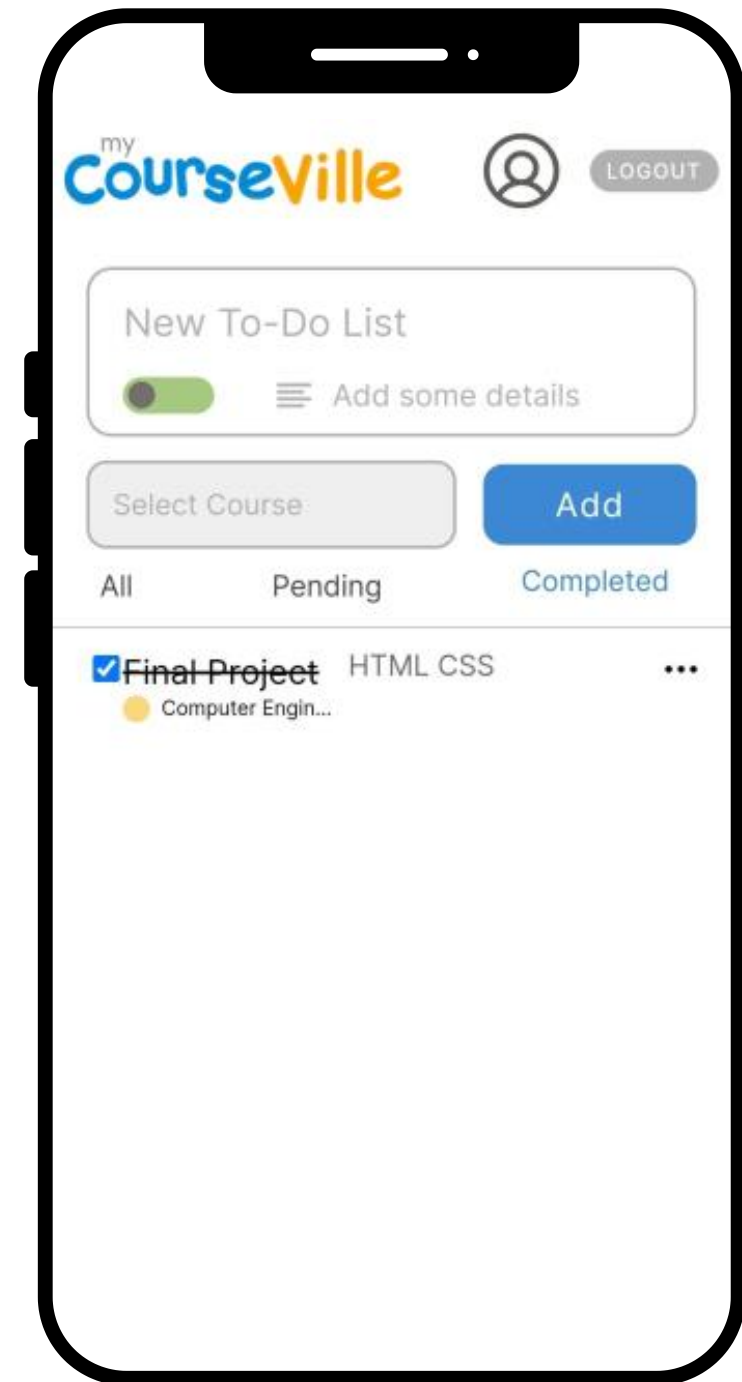 my
CourseVille
LOGOUT
New To-Do List
Add some details
Select Course
Add
All Pending Completed
Final Project HTML CSS
Computer Engin...